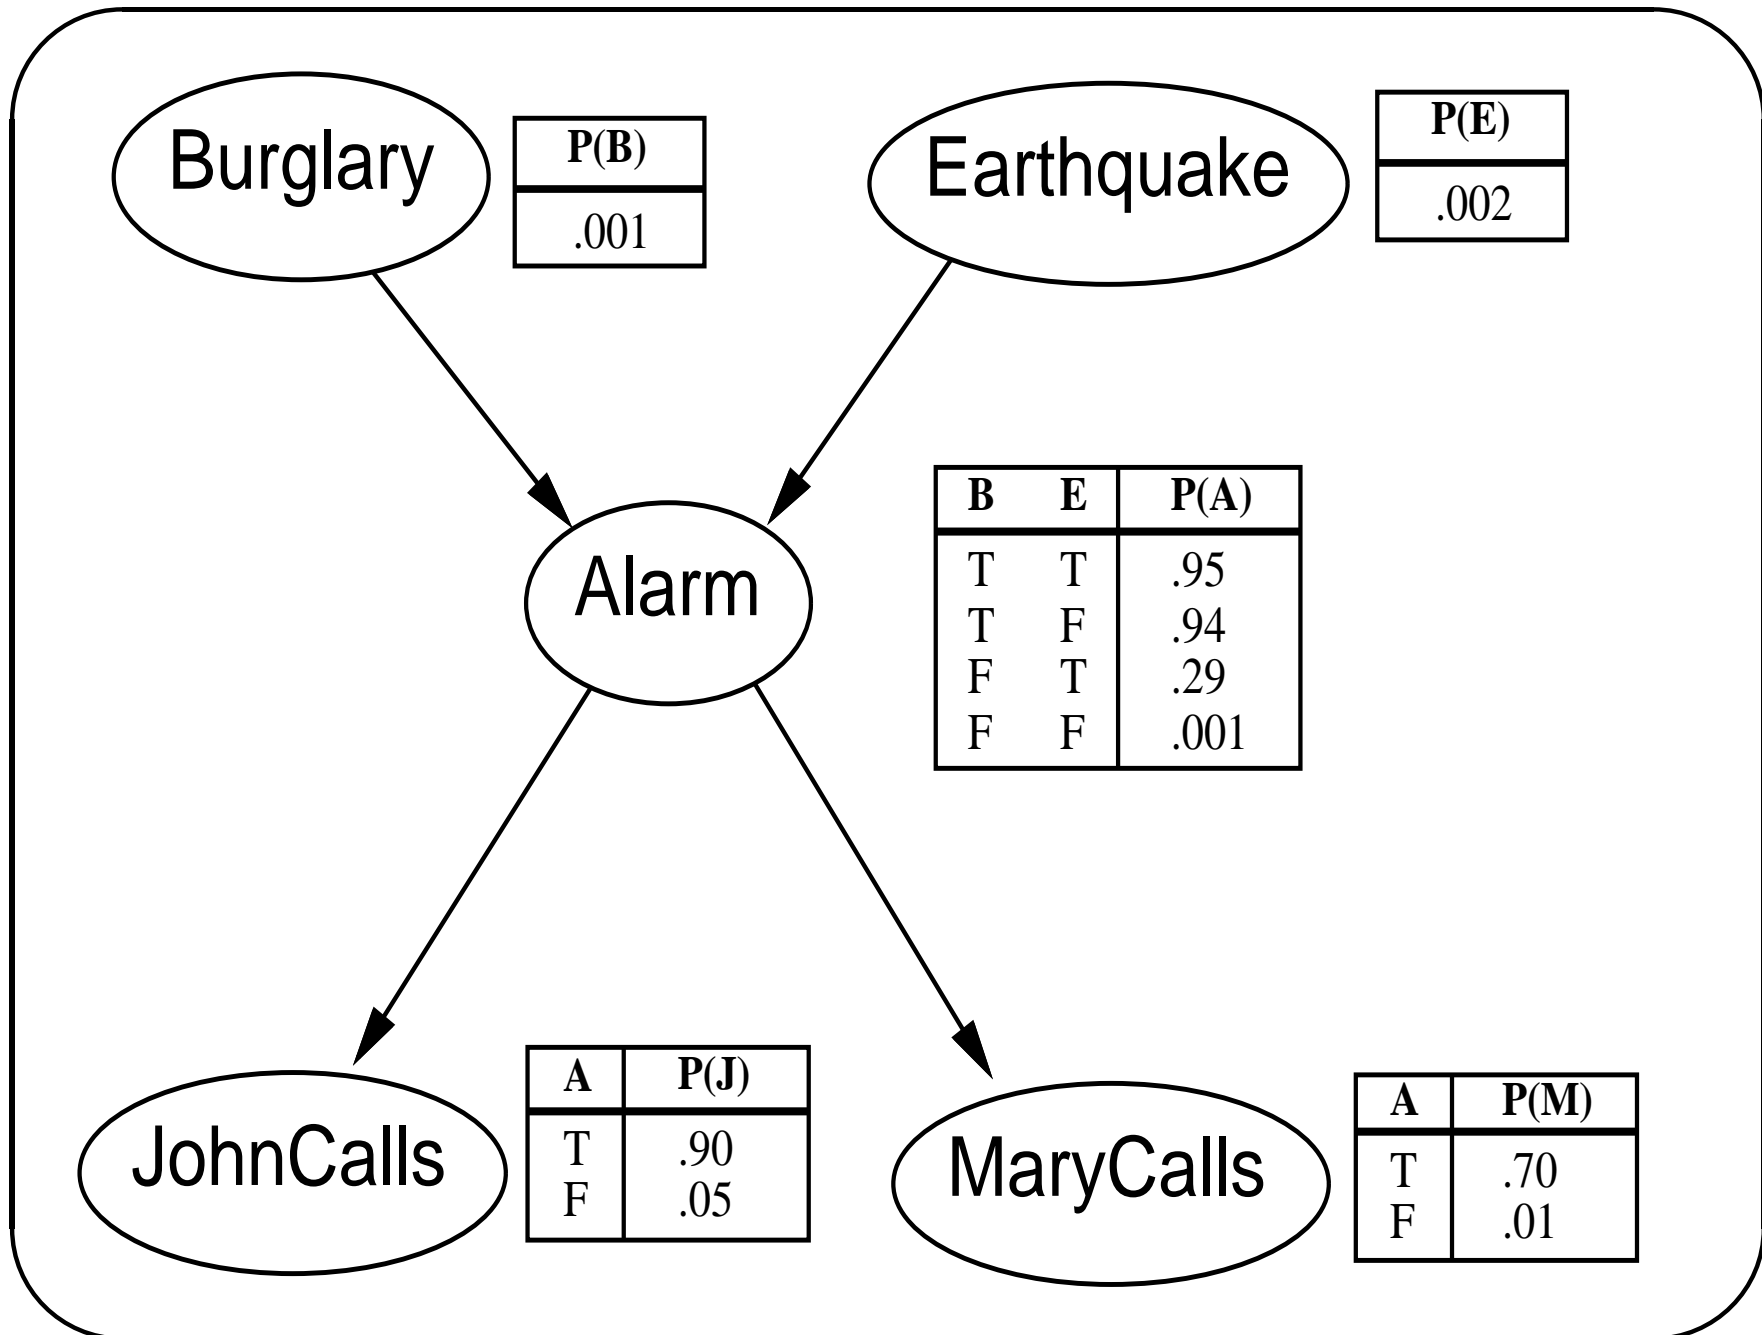 Burglary
P(B)
.001
Earthquake
P(E)
.002
Alarm
B E P(A)
T T .95
T F .94
F T .29
F F .001
JohnCalls
A P(J)
T .90
F .05
MaryCalls
A P(M)
T .70
F .01